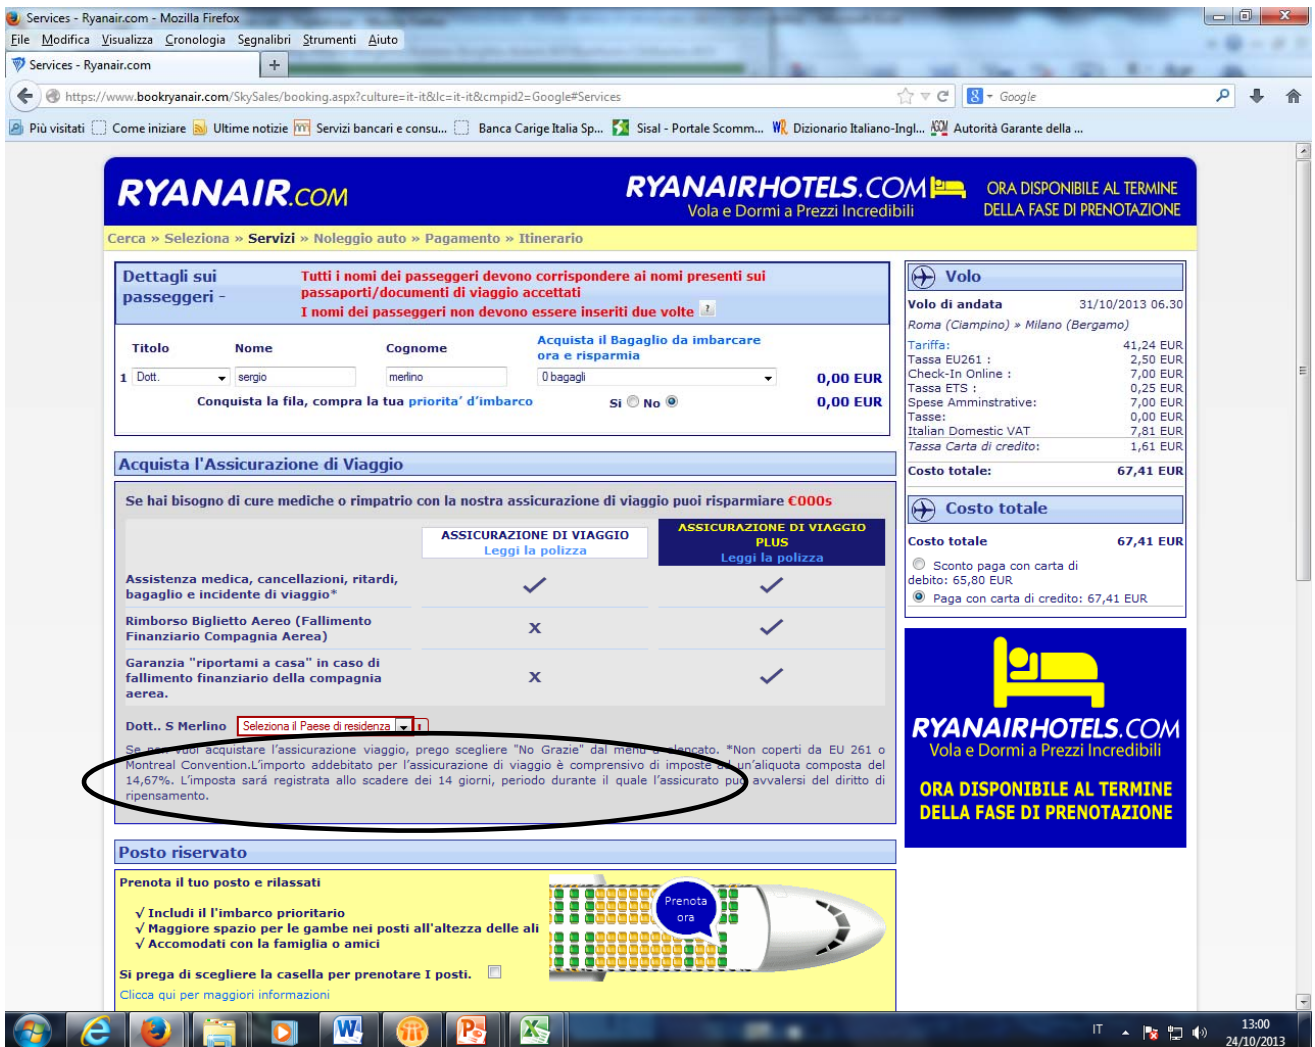 Services - Ryanair.com - Mozilla Firefox
File Modifica Visualizza Cronologia Segnalibri Strumenti Aiuto
Services - Ryanair.com
https://www.bookryanair.com/SkySales/booking.aspx?culture=it-it&lc=it-it&cmpid2=Google#Services
Google
Più visitati Come iniziare Ultime notizie Servizi bancari e consu... Banca Carige Italia Sp... Sisal - Portale Scomm... Dizionario Italiano-Ingl... Autorità Garante della ...
RYANAIR.COM
RYANAIRHOTELS.COM
Vola e Dormi a Prezzi Incredibili
ORA DISPONIBILE AL TERMINE
DELLA FASE DI PRENOTAZIONE
Cerca » Seleziona » Servizi » Noleggio auto » Pagamento » Itinerario
Dettagli sui
passeggeri -
Tutti i nomi dei passeggeri devono corrispondere ai nomi presenti sui
passaporti/documenti di viaggio accettati
I nomi dei passeggeri non devono essere inseriti due volte ?
Titolo Nome Cognome Acquista il Bagaglio da imbarcare
ora e risparmia
1 Dott. sergio merlino 0 bagagli 0,00 EUR
Conquista la fila, compra la tua priorita' d'imbarco Si No 0,00 EUR
Acquista l'Assicurazione di Viaggio
Se hai bisogno di cure mediche o rimpatrio con la nostra assicurazione di viaggio puoi risparmiare €000s
ASSICURAZIONE DI VIAGGIO
Leggi la polizza
ASSICURAZIONE DI VIAGGIO
PLUS
Leggi la polizza
Assistenza medica, cancellazioni, ritardi,
bagaglio e incidente di viaggio*
Rimborso Biglietto Aereo (Fallimento
Finanziario Compagnia Aerea) X
Garanzia "riportami a casa" in caso di
fallimento finanziario della compagnia
aerea. X
Dott.. S Merlino Seleziona il Paese di residenza
Se non vuoi acquistare l'assicurazione viaggio, prego scegliere "No Grazie" dal menù a elencato. *Non coperti da EU 261 o
Montreal Convention.L'importo addebitato per l'assicurazione di viaggio è comprensivo di imposte ad un'aliquota composta del
14,67%. L'imposta sará registrata allo scadere dei 14 giorni, periodo durante il quale l'assicurato può avvalersi del diritto di
ripensamento.
Posto riservato
Prenota il tuo posto e rilassati
√ Includi il l'imbarco prioritario
√ Maggiore spazio per le gambe nei posti all'altezza delle ali
√ Accomodati con la famiglia o amici
Si prega di scegliere la casella per prenotare I posti.
Clicca qui per maggiori informazioni
Prenota
ora
Volo
Volo di andata 31/10/2013 06.30
Roma (Ciampino) » Milano (Bergamo)
Tariffa: 41,24 EUR
Tassa EU261 : 2,50 EUR
Check-In Online : 7,00 EUR
Tassa ETS : 0,25 EUR
Spese Amminstrative: 7,00 EUR
Tasse: 0,00 EUR
Italian Domestic VAT 7,81 EUR
Tassa Carta di credito: 1,61 EUR
Costo totale: 67,41 EUR
Costo totale
Costo totale 67,41 EUR
Sconto paga con carta di
debito: 65,80 EUR
Paga con carta di credito: 67,41 EUR
RYANAIRHOTELS.COM
Vola e Dormi a Prezzi Incredibili
ORA DISPONIBILE AL TERMINE
DELLA FASE DI PRENOTAZIONE
IT
13:00
24/10/2013